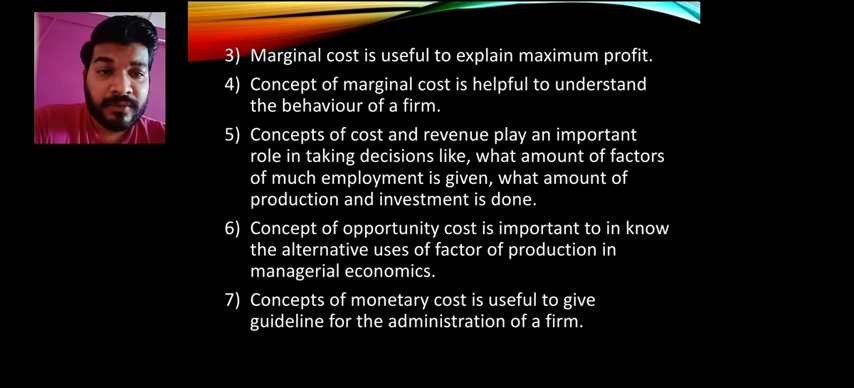 3) Marginal cost is useful to explain maximum profit.
4) Concept of marginal cost is helpful to understand
the behaviour of a firm.
5) Concepts of cost and revenue play an important
role in taking decisions like, what amount of factors
of much employment is given, what amount of
production and investment is done.
6) Concept of opportunity cost is important to in know
the alternative uses of factor of production in
managerial economics.
7) Concepts of monetary cost is useful to give
guideline for the administration of a firm.